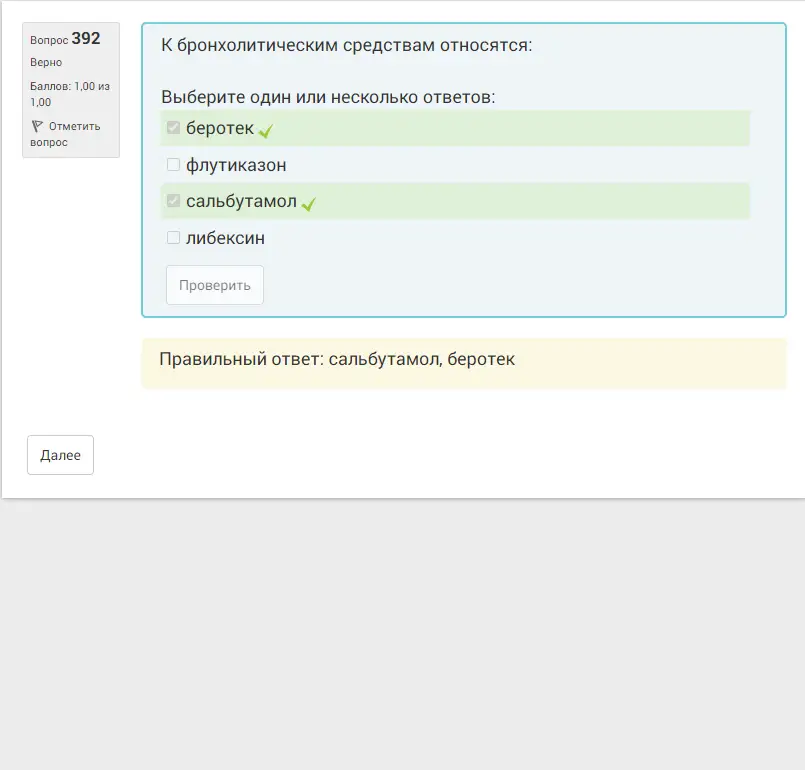 Вопрос 392
Верно
Баллов: 1,00 из
1,00
Отметить
вопрос
К бронхолитическим средствам относятся:
Выберите один или несколько ответов:
беротек
флутиказон
сальбутамол
либексин
Проверить
Правильный ответ: сальбутамол, беротек
Далее